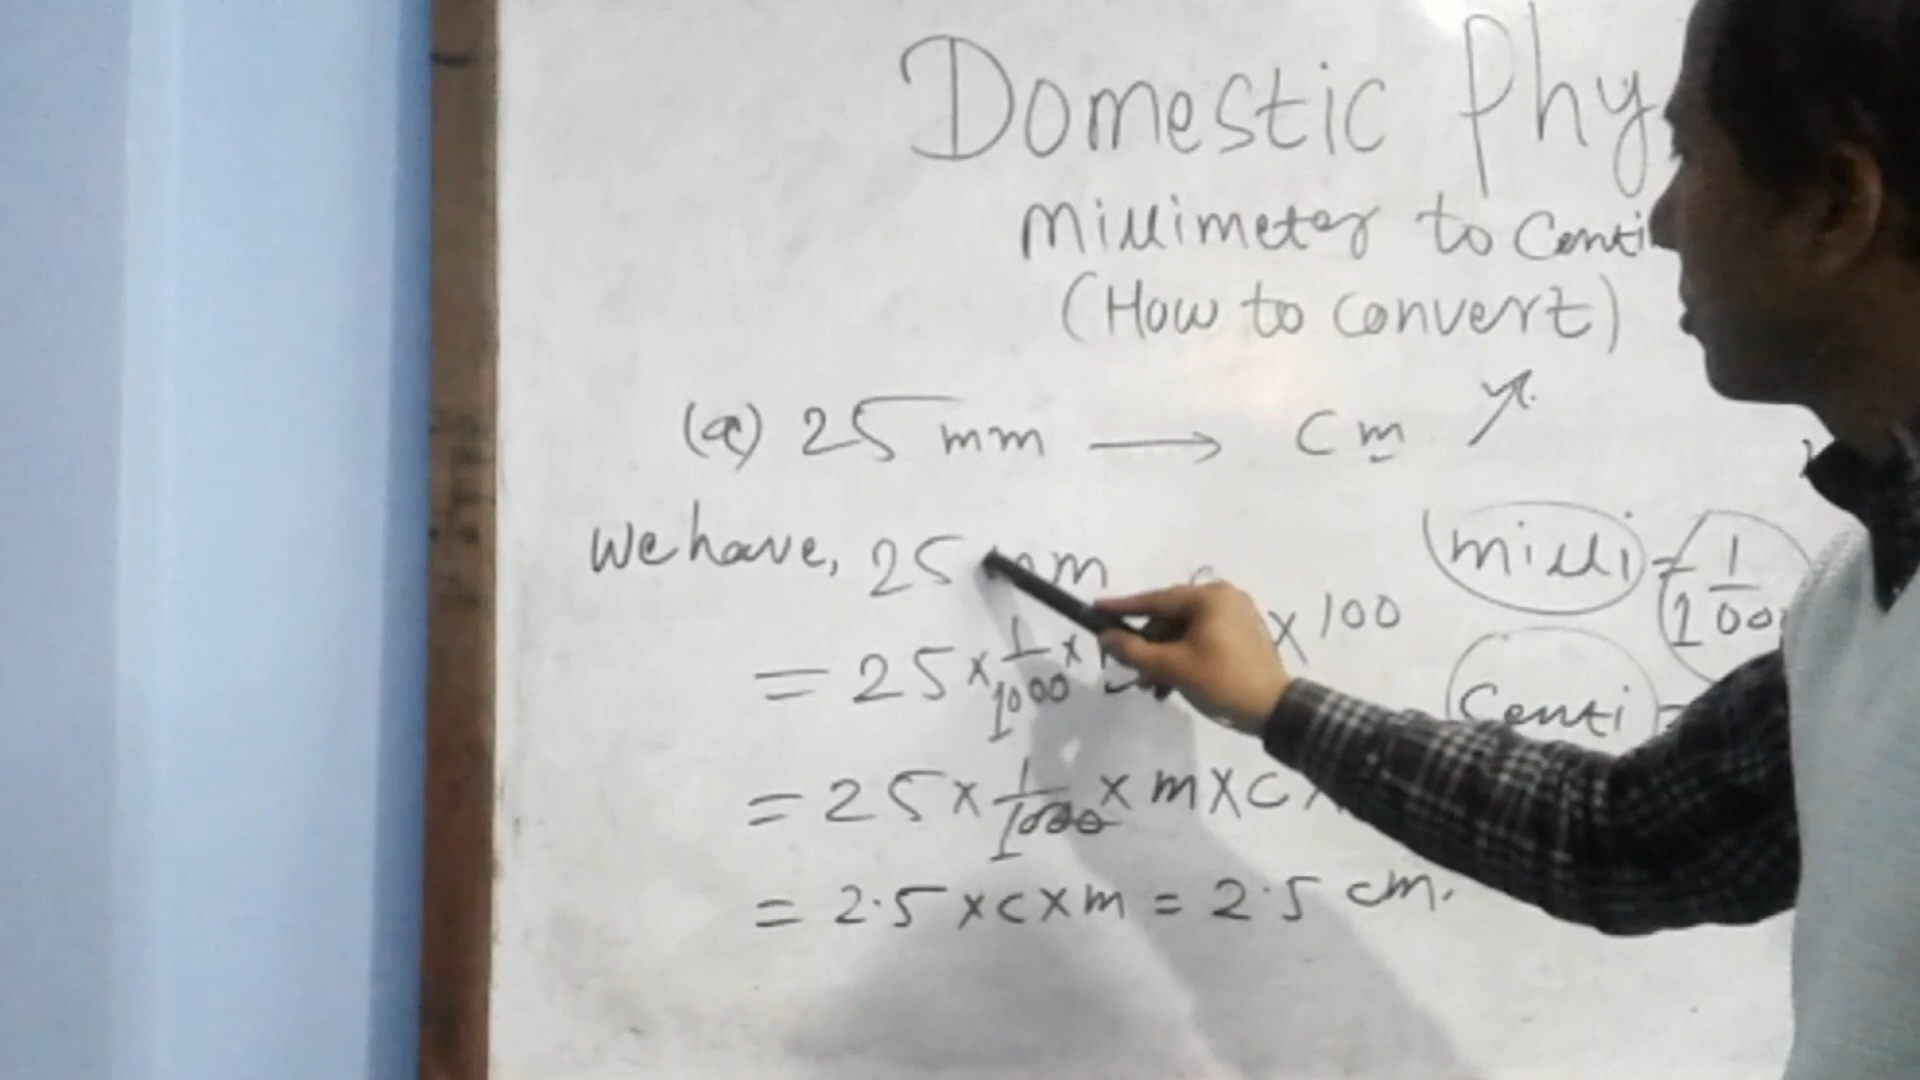 Domestic Phy
Millimeter to Centi
(How to convert)
(a) 25 mm → cm
We have, 25 mm
= 25 × 1/1000 × × 100
= 25 × 1/1000 × m × c ×
= 2.5 × c × m = 2.5 cm.
milli = 1/1000
Centi =